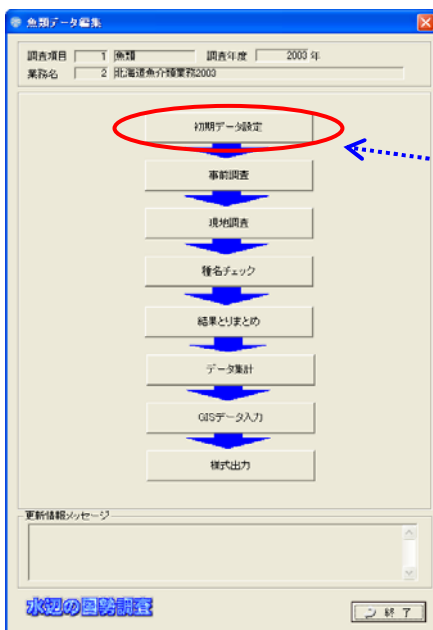 魚類データ編集
調査項目 1 魚類 調査年度 2003 年
業務名 2 北海道魚介類業務2003
初期データ設定
事前調査
現地調査
種名チェック
結果とりまとめ
データ集計
GISデータ入力
様式出力
更新情報メッセージ
水辺の国勢調査
終 了